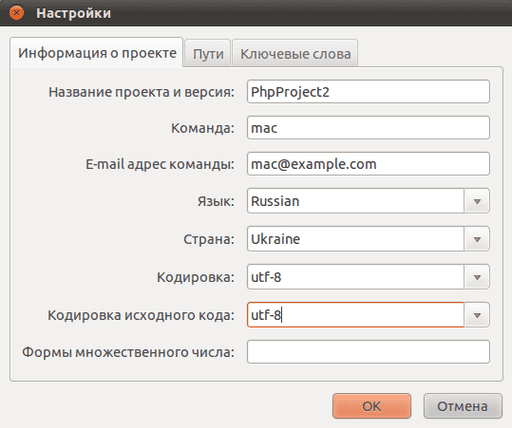 Настройки
Информация о проекте Пути Ключевые слова
Название проекта и версия: PhpProject2
Команда: mac
E-mail адрес команды: mac@example.com
Язык: Russian
Страна: Ukraine
Кодировка: utf-8
Кодировка исходного кода: utf-8
Формы множественного числа:
OK Отмена